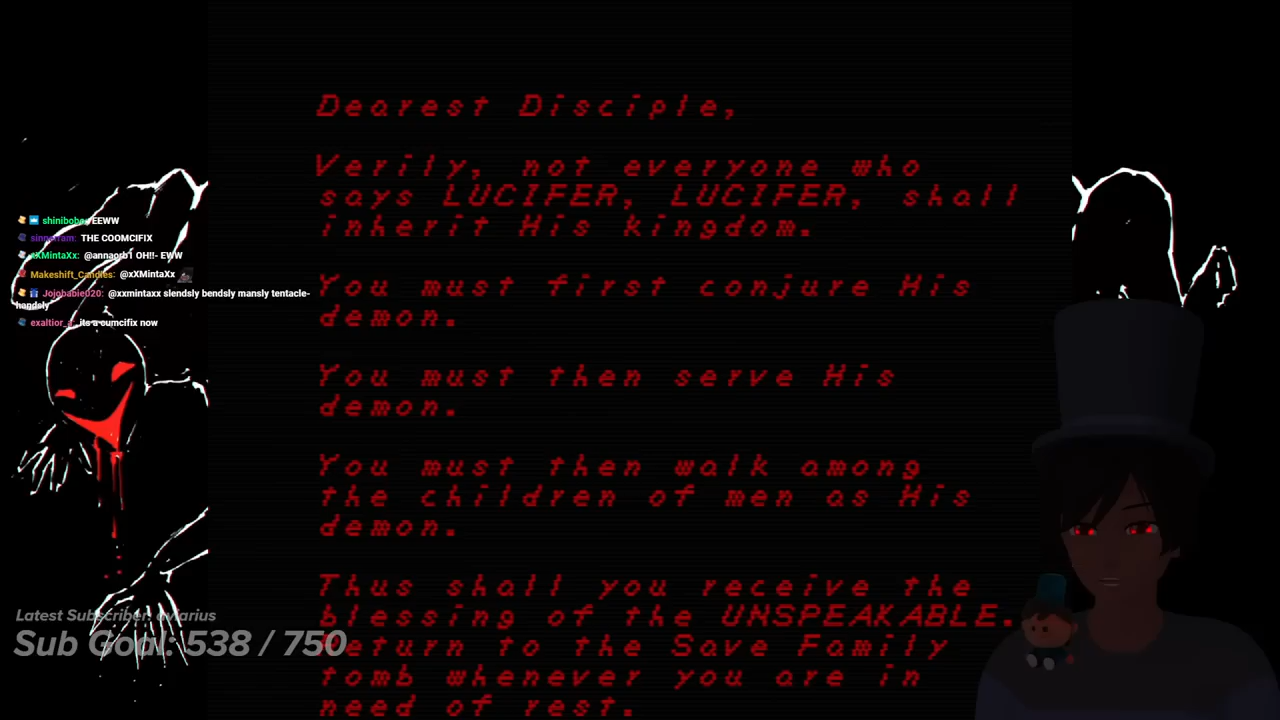 Dearest Disciple,
Verily, not everyone who
says LUCIFER, LUCIFER, shall
inherit His kingdom.
You must first conjure His
demon.
You must then serve His
demon.
You must then walk among
the children of men as His
demon.
Thus shall you receive the
blessing of the UNSPEAKABLE.
Return to the Save Family
tomb whenever you are in
need of rest.
EEWW
THE COOMCIFIX
xXMintaXx: @annaorb1 OH!!- EWW
Makeshift_Candles: @xXMintaXx
Jojobabie020: @xxmintaxx slendsly bendsly mansly tentacle-
handsly
its a cumcifix now
Latest Subscriber: aviarius
Sub Goal: 538 / 750